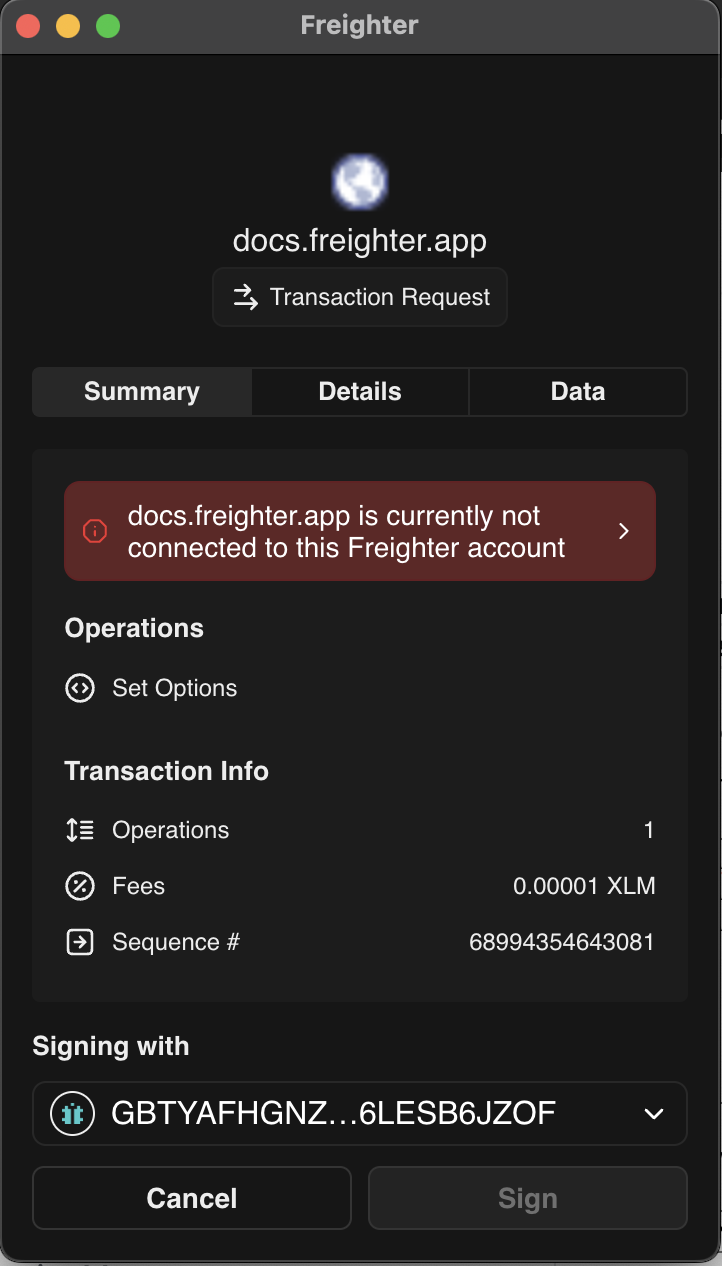 Freighter
docs.freighter.app
Transaction Request
Summary Details Data
docs.freighter.app is currently not
connected to this Freighter account
Operations
Set Options
Transaction Info
Operations 1
Fees 0.00001 XLM
Sequence # 68994354643081
Signing with
GBTYAFHGNZ...6LESB6JZOF
Cancel Sign